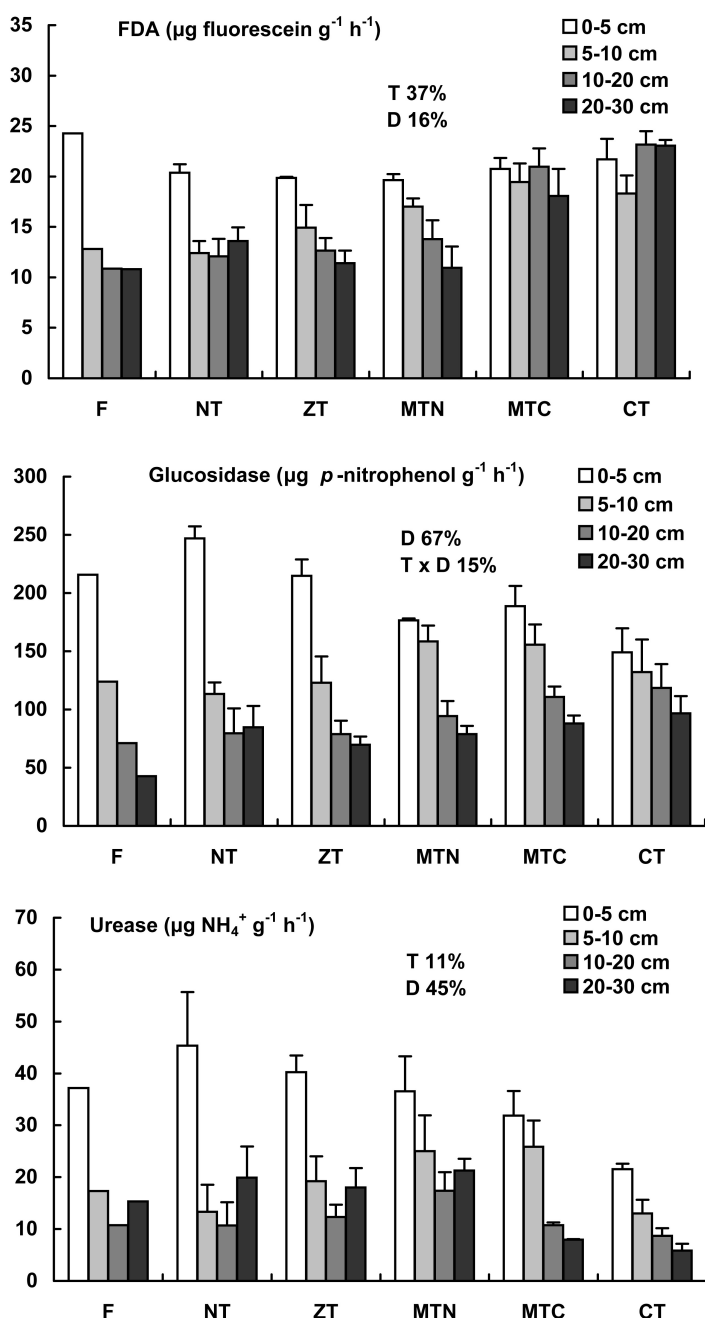 FDA (µg fluorescein g⁻¹ h⁻¹)
0-5 cm
5-10 cm
10-20 cm
20-30 cm
T 37%
D 16%
35
30
25
20
15
10
5
0
F NT ZT MTN MTC CT
Glucosidase (µg p-nitrophenol g⁻¹ h⁻¹)
0-5 cm
5-10 cm
10-20 cm
20-30 cm
D 67%
T x D 15%
300
250
200
150
100
50
0
F NT ZT MTN MTC CT
Urease (µg NH₄⁺ g⁻¹ h⁻¹)
0-5 cm
5-10 cm
10-20 cm
20-30 cm
T 11%
D 45%
70
60
50
40
30
20
10
0
F NT ZT MTN MTC CT